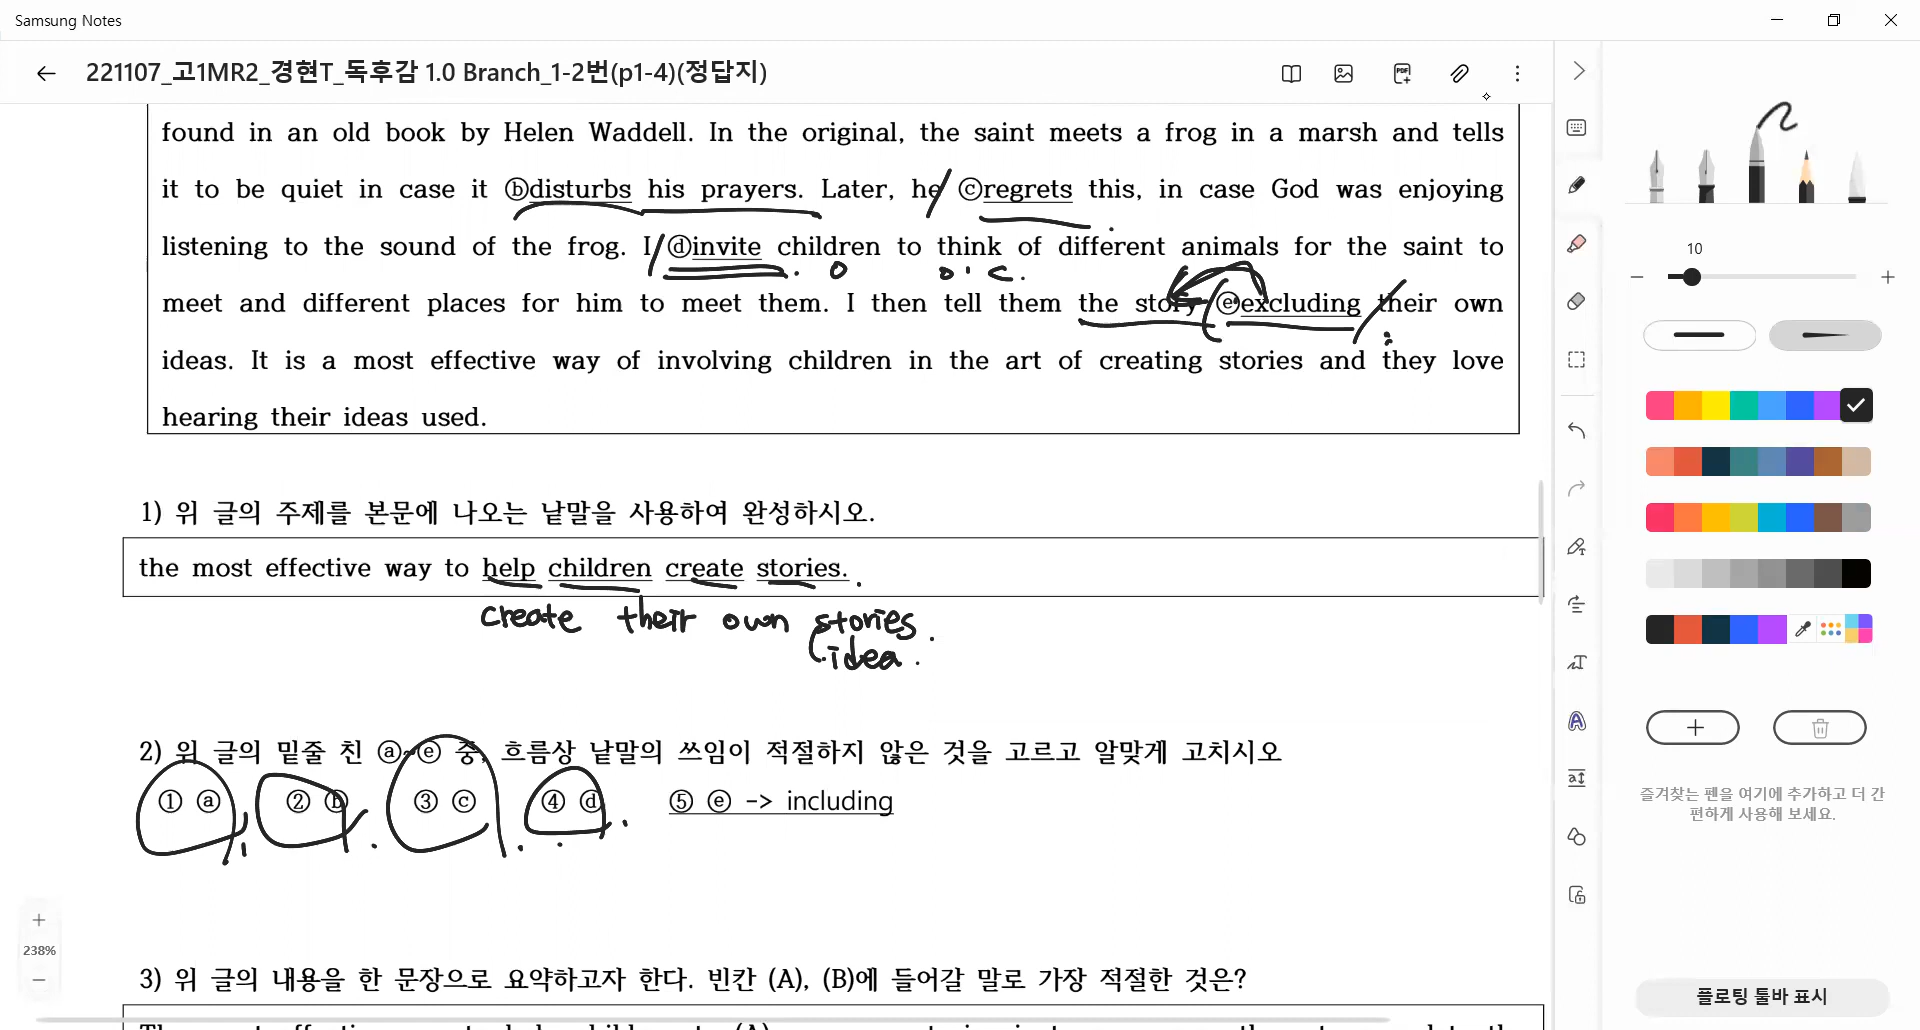 Samsung Notes
221107_고1MR2_경현T_독후감 1.0 Branch_1-2번(p1-4)(정답지)
found in an old book by Helen Waddell. In the original, the saint meets a frog in a marsh and tells
it to be quiet in case it ⓑdisturbs his prayers. Later, he ⓒregrets this, in case God was enjoying
listening to the sound of the frog. I ⓓinvite children to think of different animals for the saint to
meet and different places for him to meet them. I then tell them the story ⓔexcluding their own
ideas. It is a most effective way of involving children in the art of creating stories and they love
hearing their ideas used.
1) 위 글의 주제를 본문에 나오는 낱말을 사용하여 완성하시오.
the most effective way to help children create stories.
create their own stories.
idea.
2) 위 글의 밑줄 친 ⓐ~ⓔ 중, 흐름상 낱말의 쓰임이 적절하지 않은 것을 고르고 알맞게 고치시오
① ⓐ ② ⓑ ③ ⓒ ④ ⓓ ⑤ ⓔ -> including
3) 위 글의 내용을 한 문장으로 요약하고자 한다. 빈칸 (A), (B)에 들어갈 말로 가장 적절한 것은?
10
즐겨찾는 펜을 여기에 추가하고 더 간
편하게 사용해 보세요.
238%
플로팅 툴바 표시